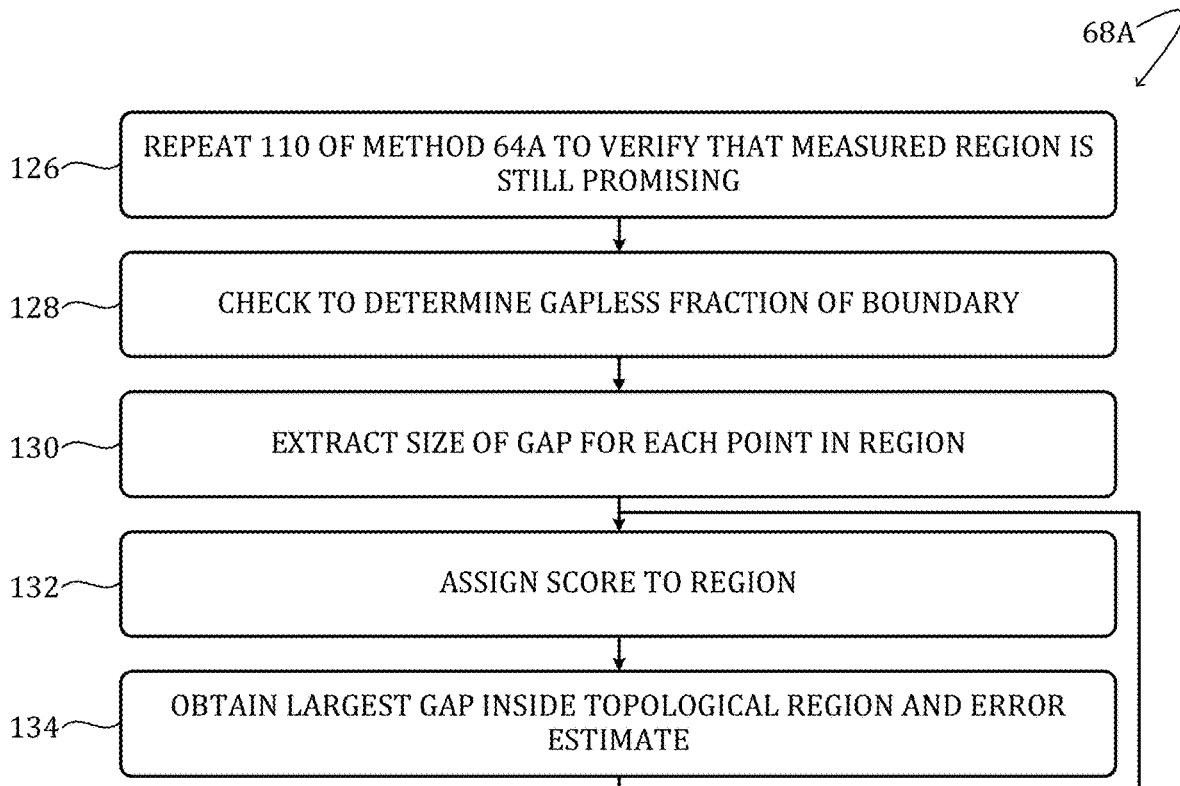 68A
126
REPEAT 110 OF METHOD 64A TO VERIFY THAT MEASURED REGION IS
STILL PROMISING
128
CHECK TO DETERMINE GAPLESS FRACTION OF BOUNDARY
130
EXTRACT SIZE OF GAP FOR EACH POINT IN REGION
132
ASSIGN SCORE TO REGION
134
OBTAIN LARGEST GAP INSIDE TOPOLOGICAL REGION AND ERROR
ESTIMATE